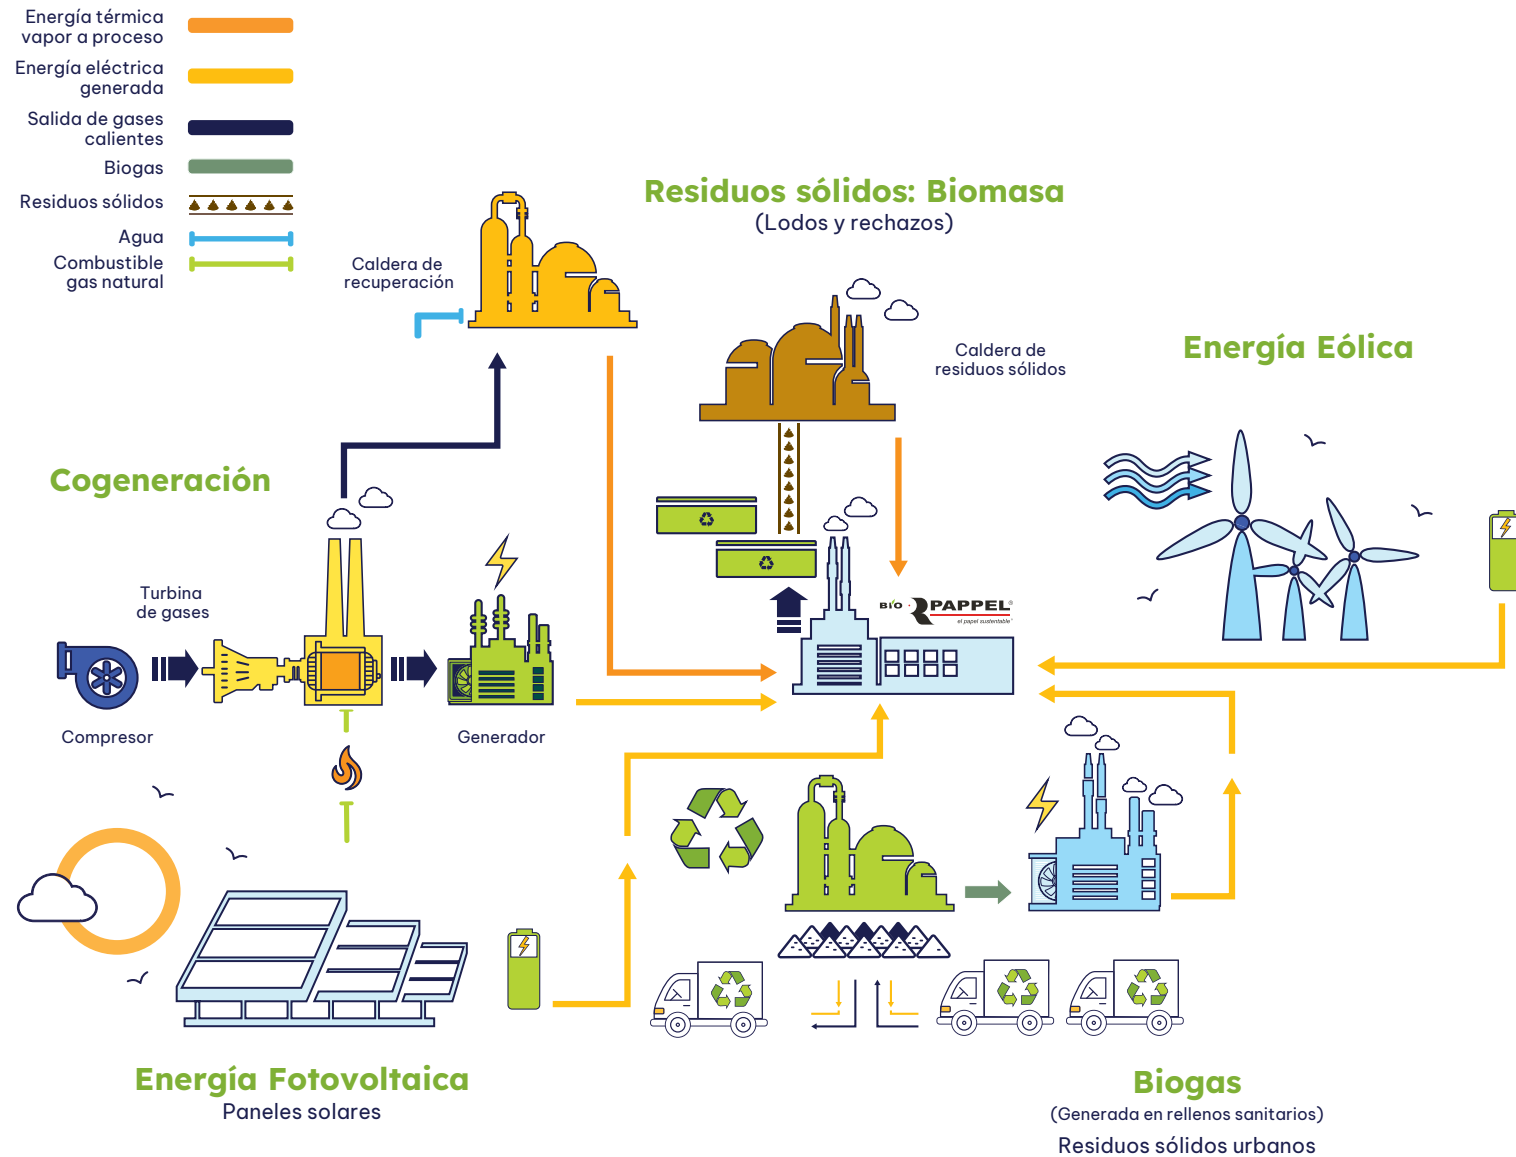 Energía térmica
vapor a proceso
Energía eléctrica
generada
Salida de gases
calientes
Biogas
Residuos sólidos
Agua
Combustible
gas natural
Residuos sólidos: Biomasa
(Lodos y rechazos)
Caldera de
recuperación
Caldera de
residuos sólidos
Energía Eólica
Cogeneración
Turbina
de gases
BIO PAPPEL®
el papel sustentable
Compresor
Generador
Energía Fotovoltaica
Paneles solares
Biogas
(Generada en rellenos sanitarios)
Residuos sólidos urbanos